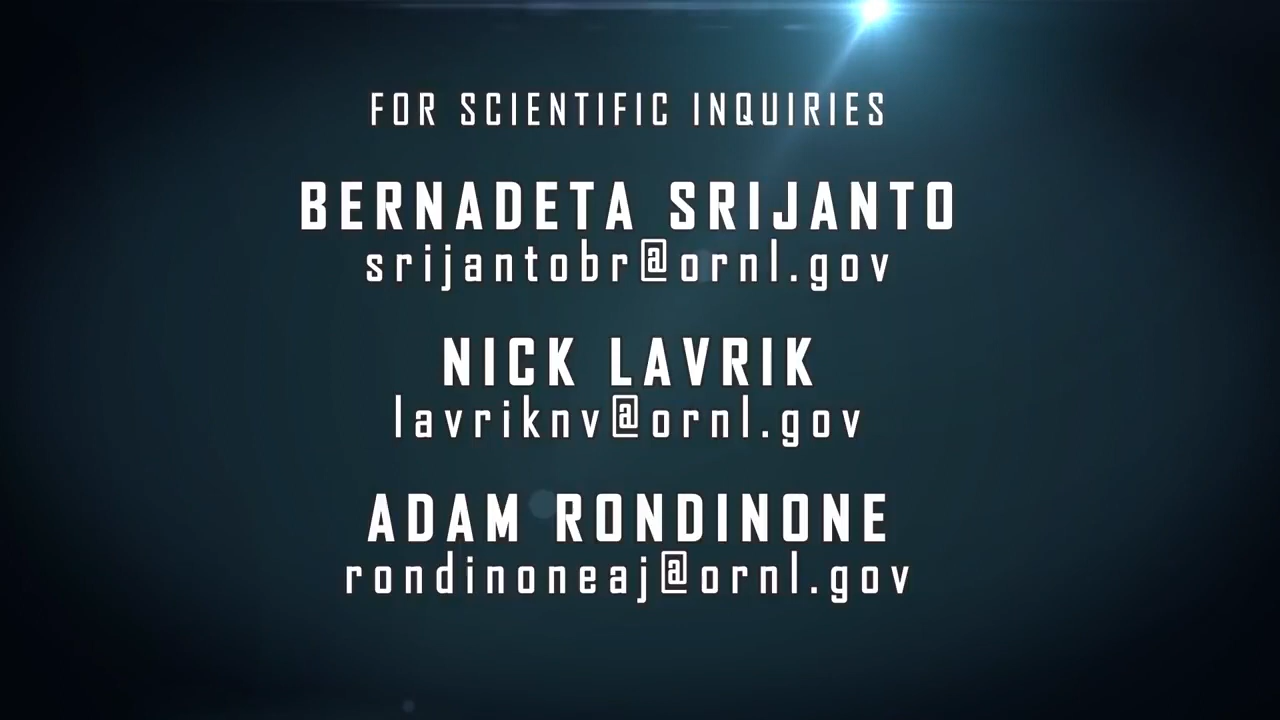 FOR SCIENTIFIC INQUIRIES
BERNADETA SRIJANTO
srijantobr@ornl.gov
NICK LAVRIK
lavriknv@ornl.gov
ADAM RONDINONE
rondinoneaj@ornl.gov